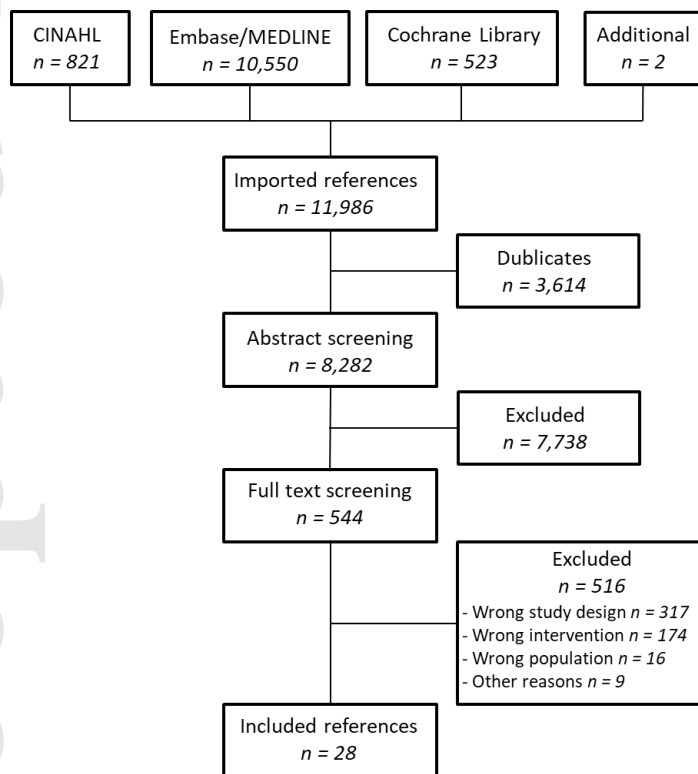 CINAHL
n = 821
Embase/MEDLINE
n = 10,550
Cochrane Library
n = 523
Additional
n = 2
Imported references
n = 11,986
Dublicates
n = 3,614
Abstract screening
n = 8,282
Excluded
n = 7,738
Full text screening
n = 544
Excluded
n = 516
- Wrong study design n = 317
- Wrong intervention n = 174
- Wrong population n = 16
- Other reasons n = 9
Included references
n = 28